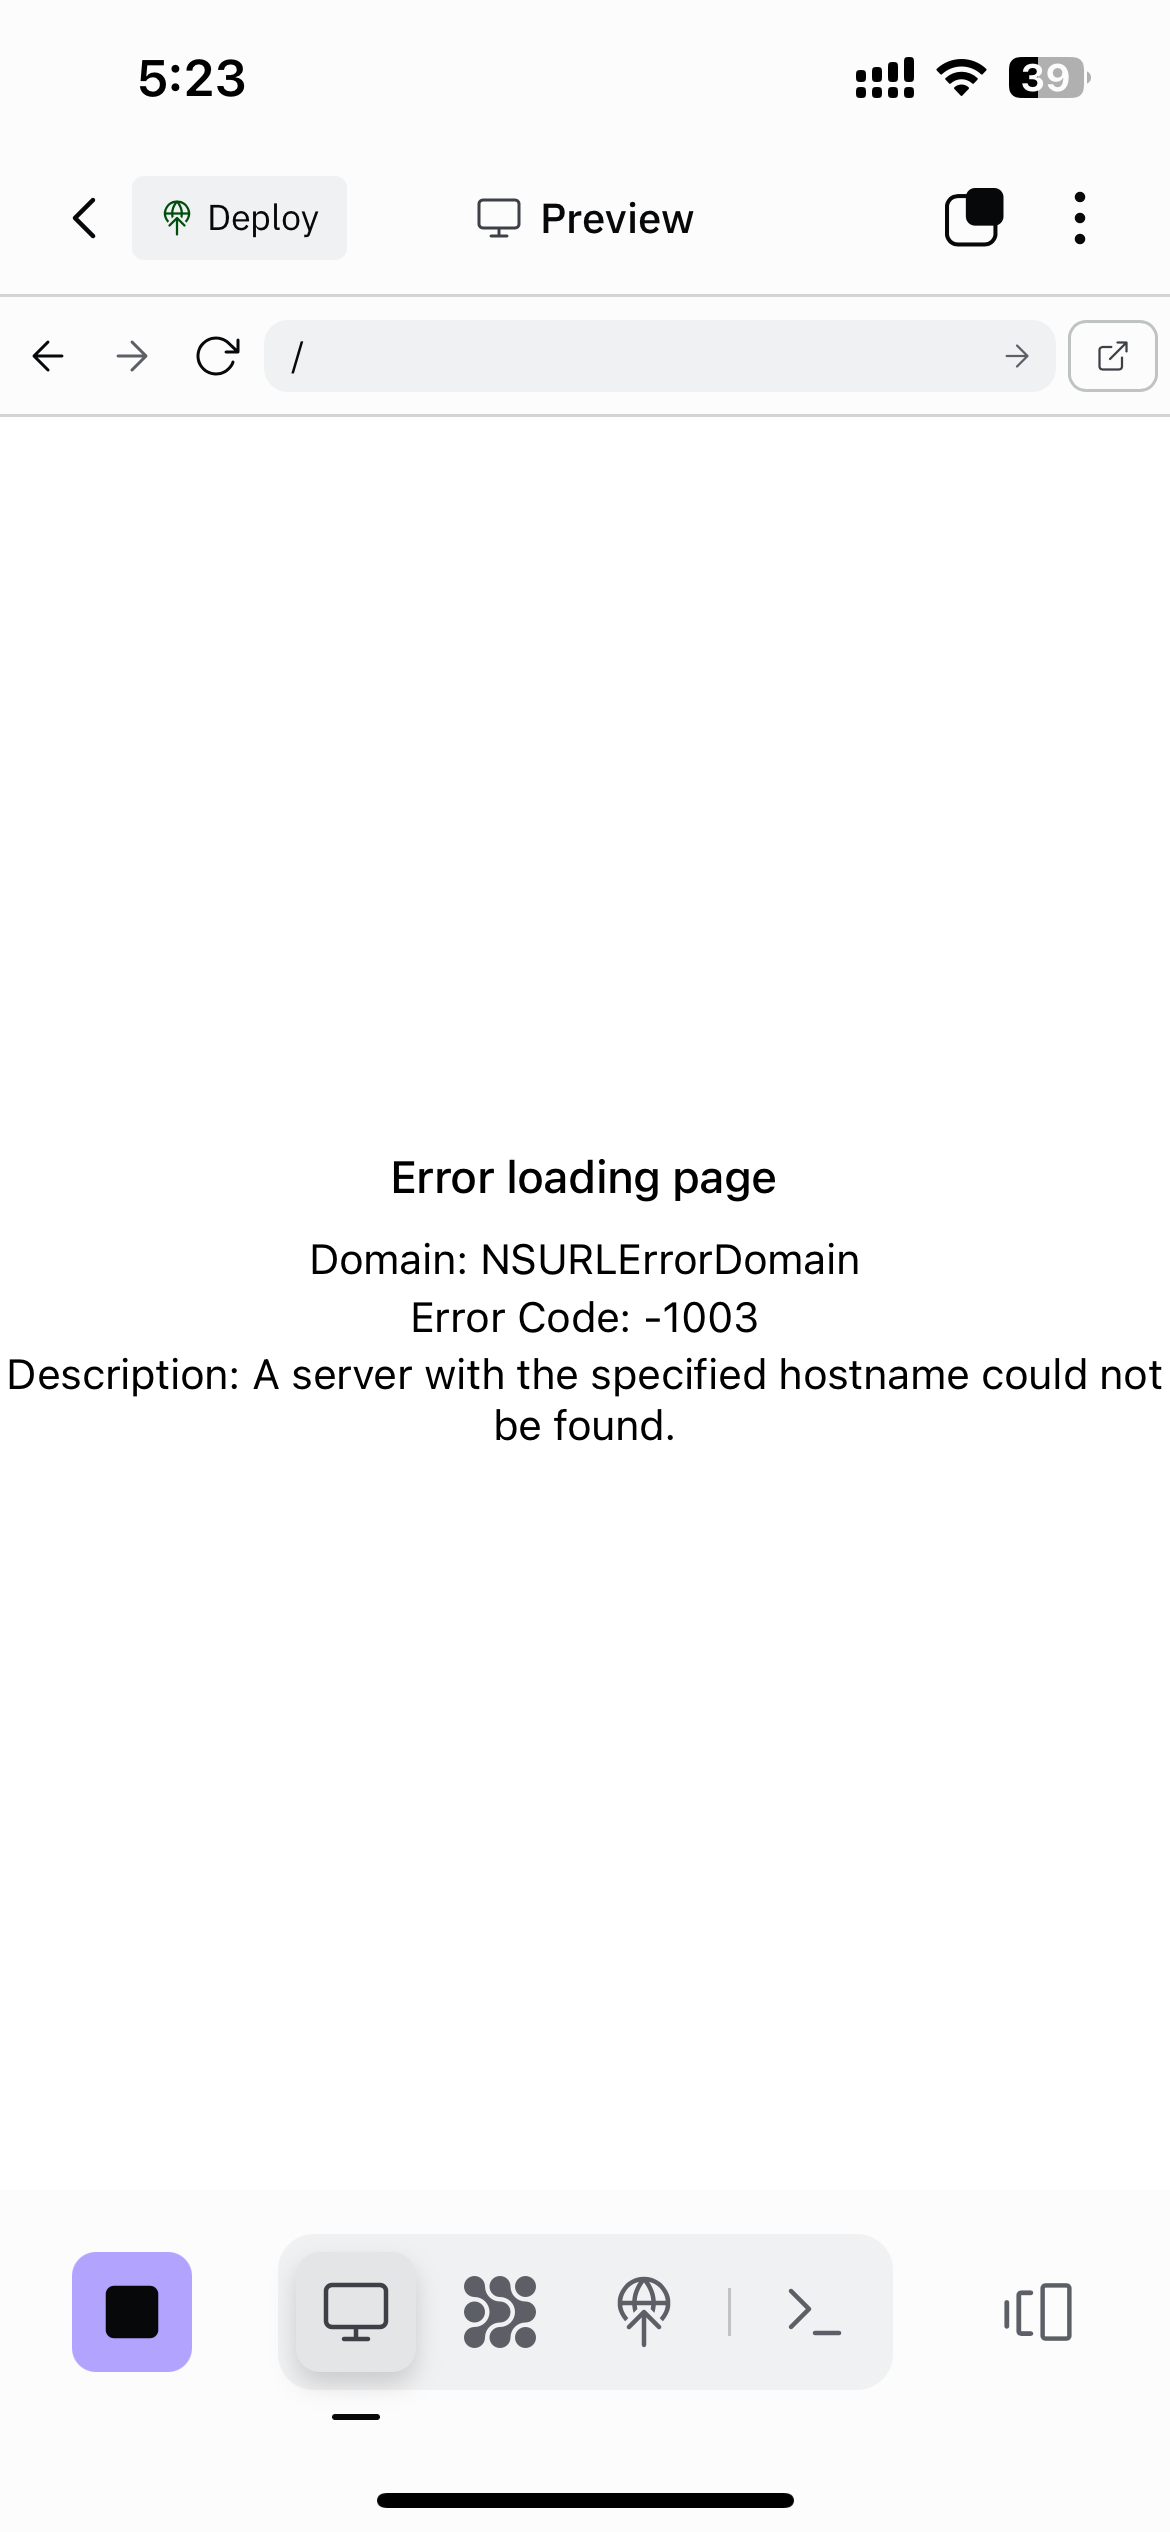 5:23
39
Deploy
Preview
/
Error loading page
Domain: NSURLErrorDomain
Error Code: -1003
Description: A server with the specified hostname could not
be found.